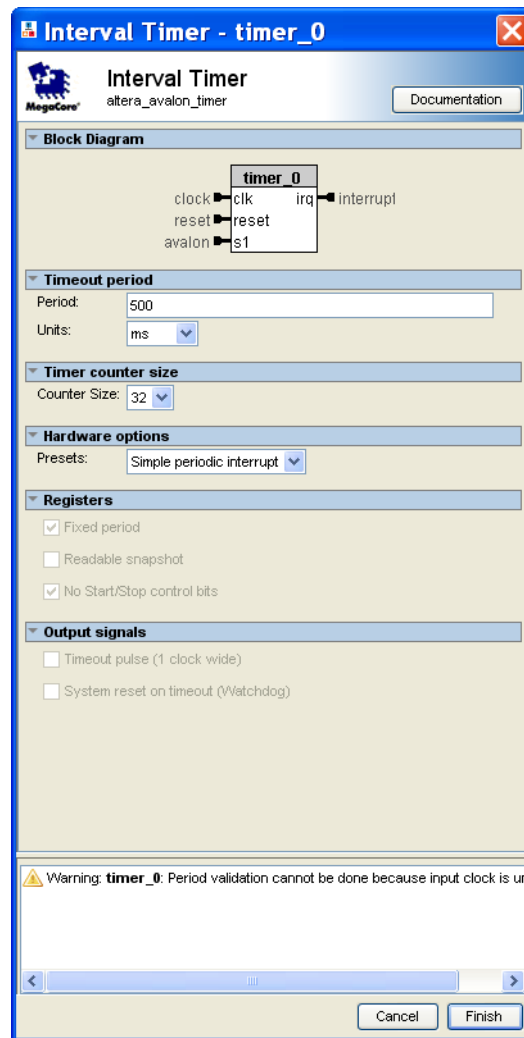 Interval Timer - timer_0
MegaCore®
Interval Timer
altera_avalon_timer
Documentation
Block Diagram
timer_0
clock clk irq interrupt
reset reset
avalon s1
Timeout period
Period: 500
Units: ms
Timer counter size
Counter Size: 32
Hardware options
Presets: Simple periodic interrupt
Registers
Fixed period
Readable snapshot
No Start/Stop control bits
Output signals
Timeout pulse (1 clock wide)
System reset on timeout (Watchdog)
Warning: timer_0: Period validation cannot be done because input clock is
Cancel Finish